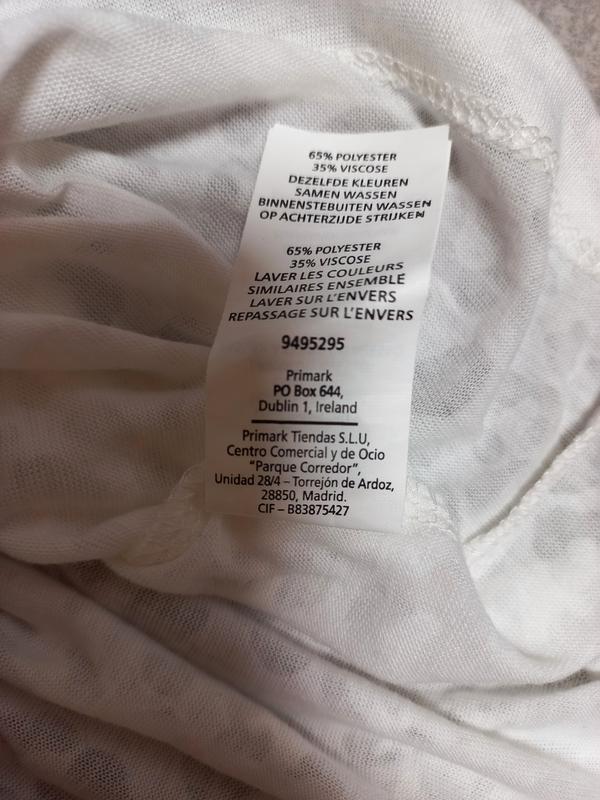 65% POLYESTER
35% VISCOSE
DEZELFDE KLEUREN
SAMEN WASSEN
BINNENSTEBUITEN WASSEN
OP ACHTERZIJDE STRIJKEN
65% POLYESTER
35% VISCOSE
LAVER LES COULEURS
SIMILAIRES ENSEMBLE
LAVER SUR L'ENVERS
REPASSAGE SUR L'ENVERS
9495295
Primark
PO Box 644,
Dublin 1, Ireland
Primark Tiendas S.L.U,
Centro Comercial y de Ocio
"Parque Corredor",
Unidad 28/4 – Torrejón de Ardoz,
28850, Madrid.
CIF – B83875427